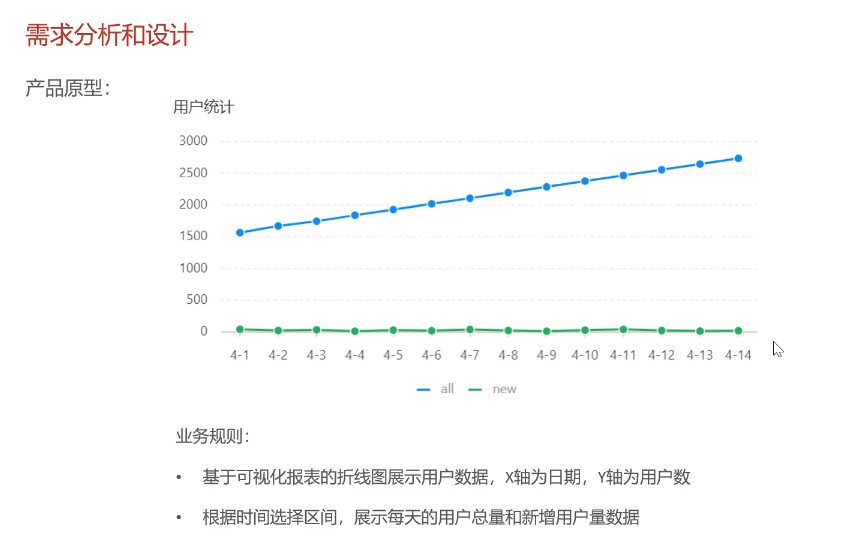 需求分析和设计
产品原型：
用户统计
3000
2500
2000
1500
1000
500
0
4-1 4-2 4-3 4-4 4-5 4-6 4-7 4-8 4-9 4-10 4-11 4-12 4-13 4-14
all new
业务规则：
• 基于可视化报表的折线图展示用户数据，X轴为日期，Y轴为用户数
• 根据时间选择区间，展示每天的用户总量和新增用户量数据